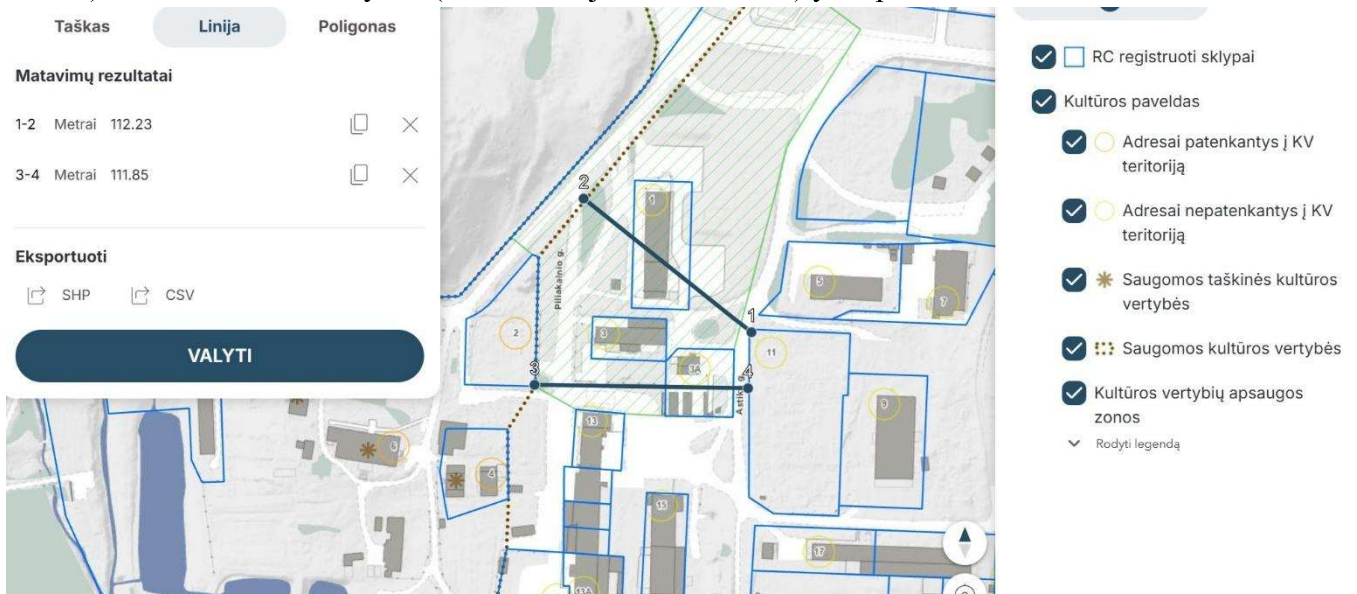 Taškas
Linija
Poligonas
Matavimų rezultatai
1-2 Metrai 112.23
3-4 Metrai 111.85
Eksportuoti
SHP
CSV
VALYTI
2
1
Piliakainio g.
5
7
2
3
1
11
3
3A
4
9
13
6
4
15
17
13A
RC registruoti sklypai
Kultūros paveldas
Adresai patenkantys į KV
teritoriją
Adresai nepatenkantys į KV
teritoriją
Saugomos taškinės kultūros
vertybės
Saugomos kultūros vertybės
Kultūros vertybių apsaugos
zonos
Rodyti legendą